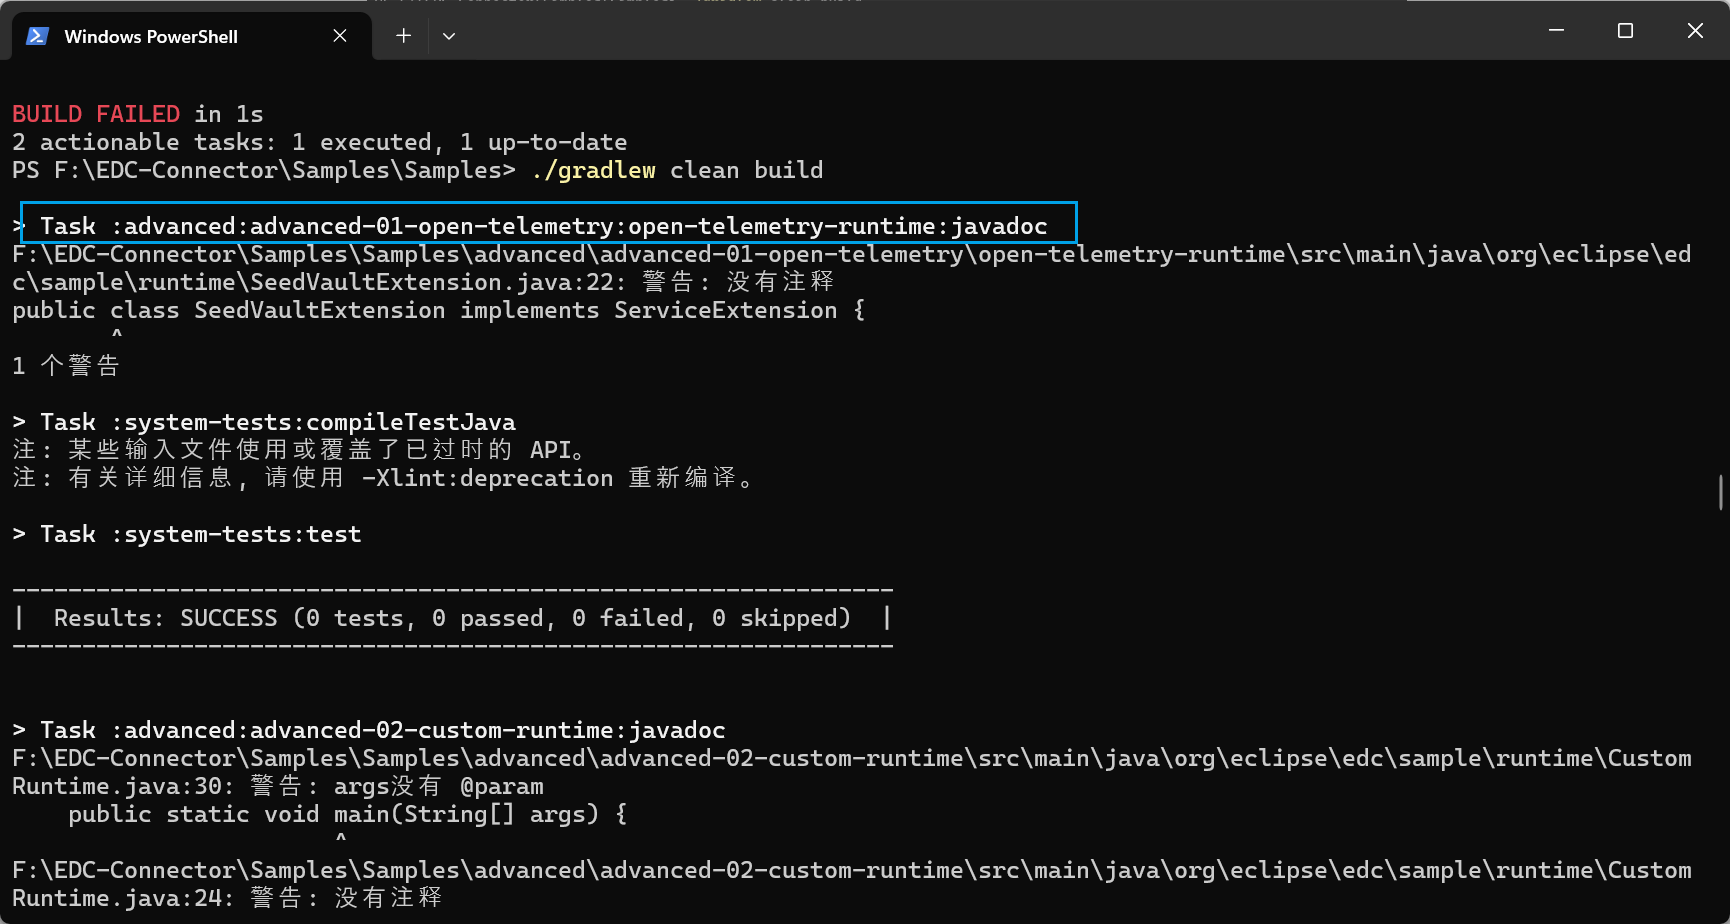 Windows PowerShell
BUILD FAILED in 1s
2 actionable tasks: 1 executed, 1 up-to-date
PS F:\EDC-Connector\Samples\Samples> ./gradlew clean build
> Task :advanced:advanced-01-open-telemetry:open-telemetry-runtime:javadoc
F:\EDC-Connector\Samples\Samples\advanced\advanced-01-open-telemetry\open-telemetry-runtime\src\main\java\org\eclipse\ed
c\sample\runtime\SeedVaultExtension.java:22: 警告: 没有注释
public class SeedVaultExtension implements ServiceExtension {
^
1 个警告
> Task :system-tests:compileTestJava
注: 某些输入文件使用或覆盖了已过时的 API。
注: 有关详细信息, 请使用 -Xlint:deprecation 重新编译。
> Task :system-tests:test
---------------------------------------------------------------
|  Results: SUCCESS (0 tests, 0 passed, 0 failed, 0 skipped)  |
---------------------------------------------------------------
> Task :advanced:advanced-02-custom-runtime:javadoc
F:\EDC-Connector\Samples\Samples\advanced\advanced-02-custom-runtime\src\main\java\org\eclipse\edc\sample\runtime\Custom
Runtime.java:30: 警告: args没有 @param
public static void main(String[] args) {
^
F:\EDC-Connector\Samples\Samples\advanced\advanced-02-custom-runtime\src\main\java\org\eclipse\edc\sample\runtime\Custom
Runtime.java:24: 警告: 没有注释